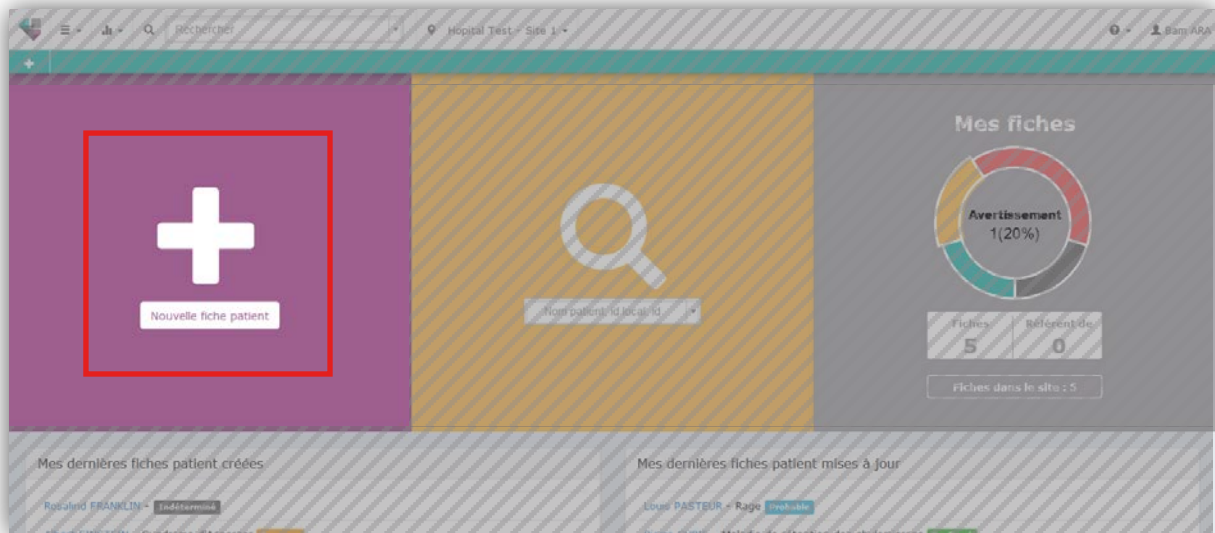 Rechercher
Hopital Test - Site 1
Bam ARA
Mes fiches
Avertissement
1(20%)
Nouvelle fiche patient
Nom patient, id local, id
Fiches
5
Référent de
0
Fiches dans le site : 5
Mes dernières fiches patient créées
Rosalind FRANKLIN - Indéterminé
Mes dernières fiches patient mises à jour
Louis PASTEUR - Rage Probable